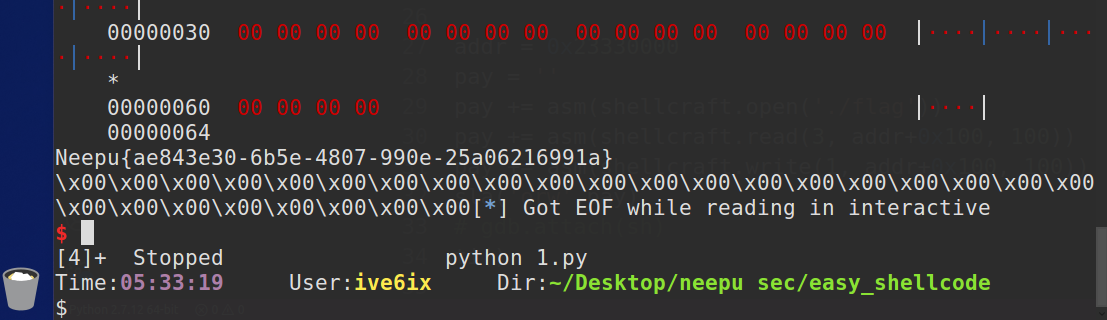 ·│····│
00000030  00 00 00 00  00 00 00 00  00 00 00 00  00 00 00 00  │····│····│···
·│····│
*
00000060  00 00 00 00  │····│
00000064
Neepu{ae843e30-6b5e-4807-990e-25a06216991a}
\x00\x00\x00\x00\x00\x00\x00\x00\x00\x00\x00\x00\x00\x00\x00\x00\x00\x00\x00\x00
\x00\x00\x00\x00\x00\x00\x00\x00[*] Got EOF while reading in interactive
$
[4]+  Stopped                 python 1.py
Time:05:33:19     User:ive6ix     Dir:~/Desktop/neepu sec/easy_shellcode
$